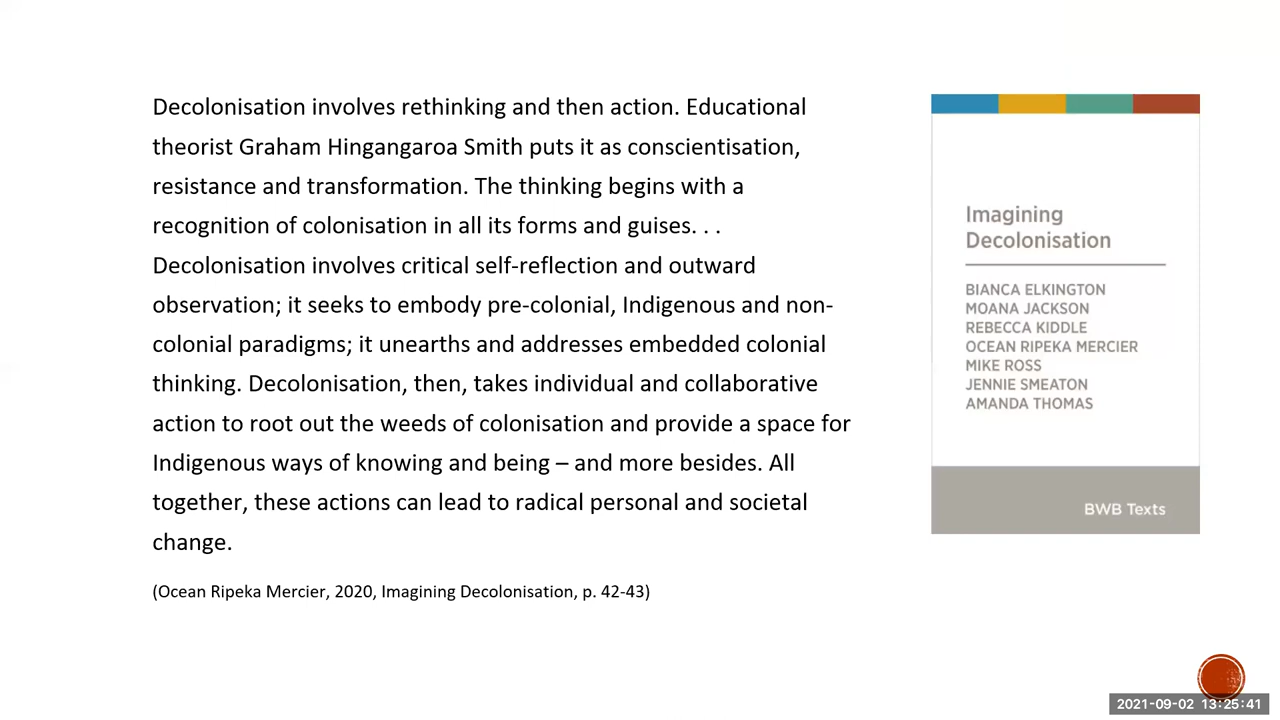 Decolonisation involves rethinking and then action. Educational
theorist Graham Hingangaroa Smith puts it as conscientisation,
resistance and transformation. The thinking begins with a
recognition of colonisation in all its forms and guises. . .
Decolonisation involves critical self-reflection and outward
observation; it seeks to embody pre-colonial, Indigenous and non-
colonial paradigms; it unearths and addresses embedded colonial
thinking. Decolonisation, then, takes individual and collaborative
action to root out the weeds of colonisation and provide a space for
Indigenous ways of knowing and being – and more besides. All
together, these actions can lead to radical personal and societal
change.
(Ocean Ripeka Mercier, 2020, Imagining Decolonisation, p. 42-43)
Imagining
Decolonisation
BIANCA ELKINGTON
MOANA JACKSON
REBECCA KIDDLE
OCEAN RIPEKA MERCIER
MIKE ROSS
JENNIE SMEATON
AMANDA THOMAS
BWB Texts
2021-09-02 13:25:41